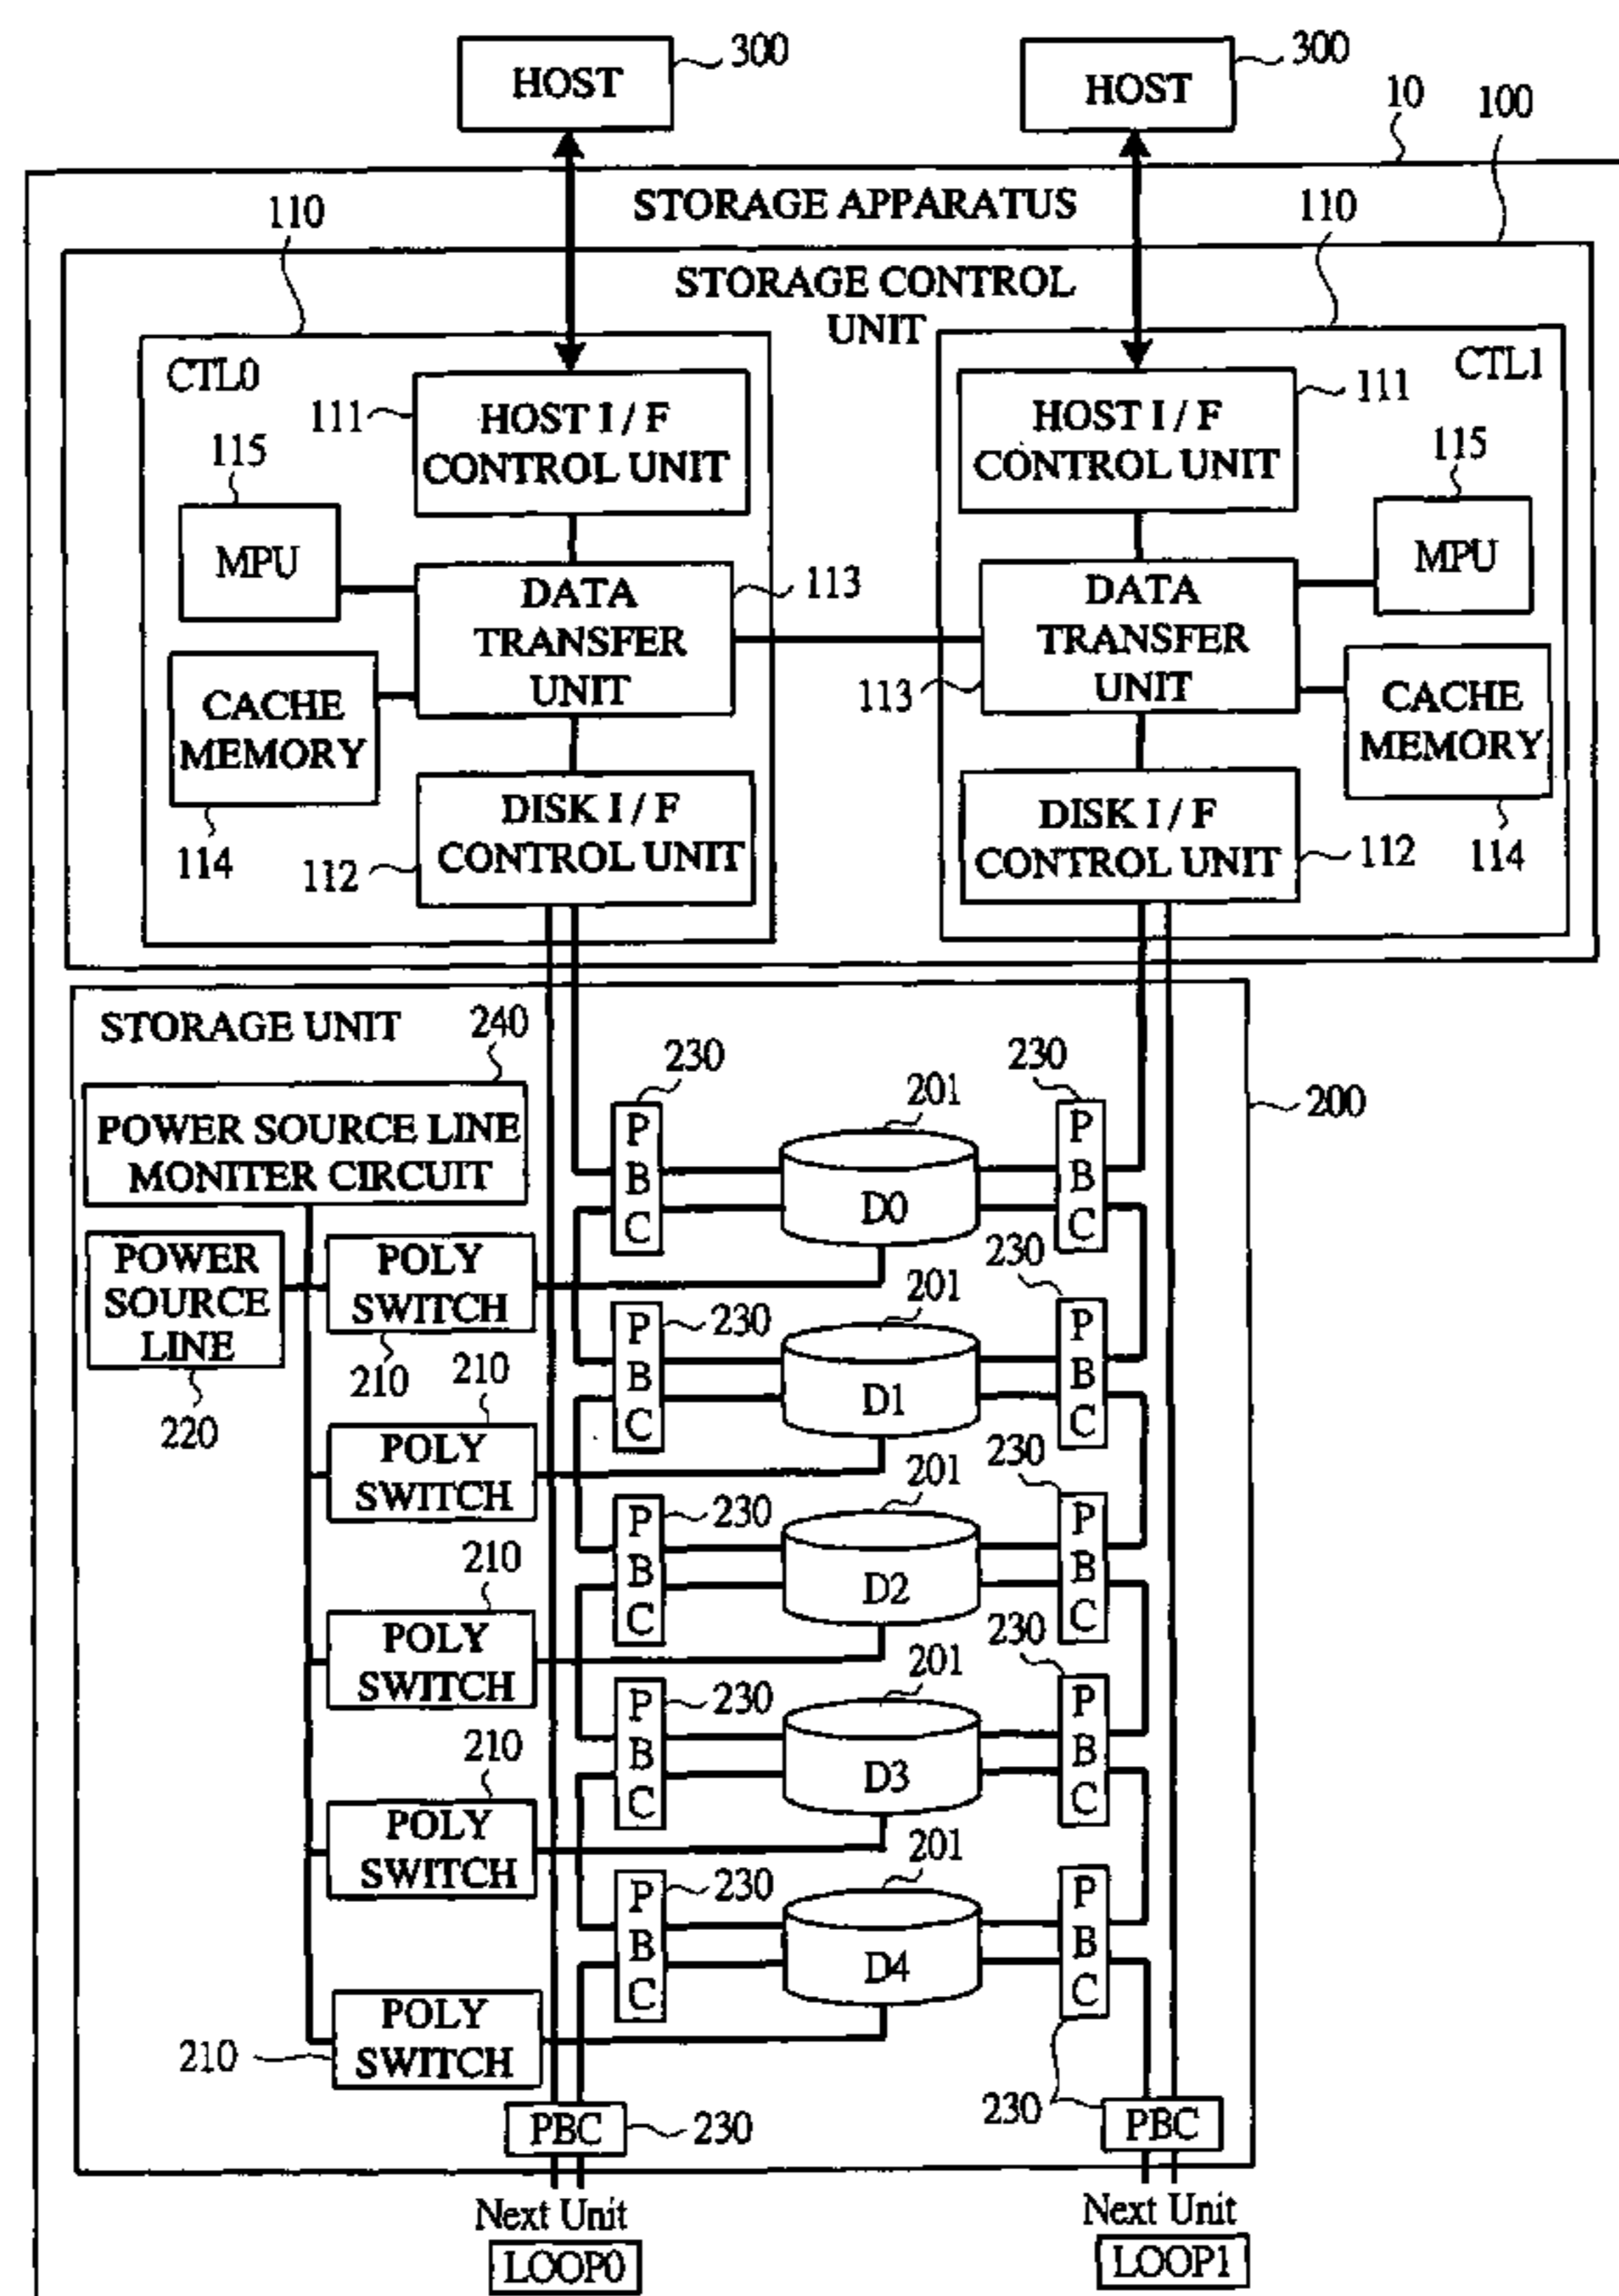 HOST
300
HOST
300
10
100
STORAGE APPARATUS
110
110
STORAGE CONTROL
UNIT
CTL0
CTL1
111
HOST I / F
CONTROL UNIT
HOST I / F
CONTROL UNIT
111
115
115
MPU
MPU
DATA
TRANSFER
UNIT
113
DATA
TRANSFER
UNIT
113
CACHE
MEMORY
CACHE
MEMORY
114
114
DISK I / F
CONTROL UNIT
112
DISK I / F
CONTROL UNIT
112
STORAGE UNIT
240
POWER SOURCE LINE
MONITER CIRCUIT
230
201
230
200
P
B
C
D0
P
B
C
POWER
SOURCE
LINE
220
POLY
SWITCH
210
230
201
230
P
B
C
D1
P
B
C
210
POLY
SWITCH
230
201
230
P
B
C
D2
P
B
C
210
POLY
SWITCH
230
201
230
P
B
C
D3
P
B
C
210
POLY
SWITCH
230
201
P
B
C
D4
P
B
C
POLY
SWITCH
210
PBC
230
230
PBC
Next Unit
Next Unit
LOOP0
LOOP1